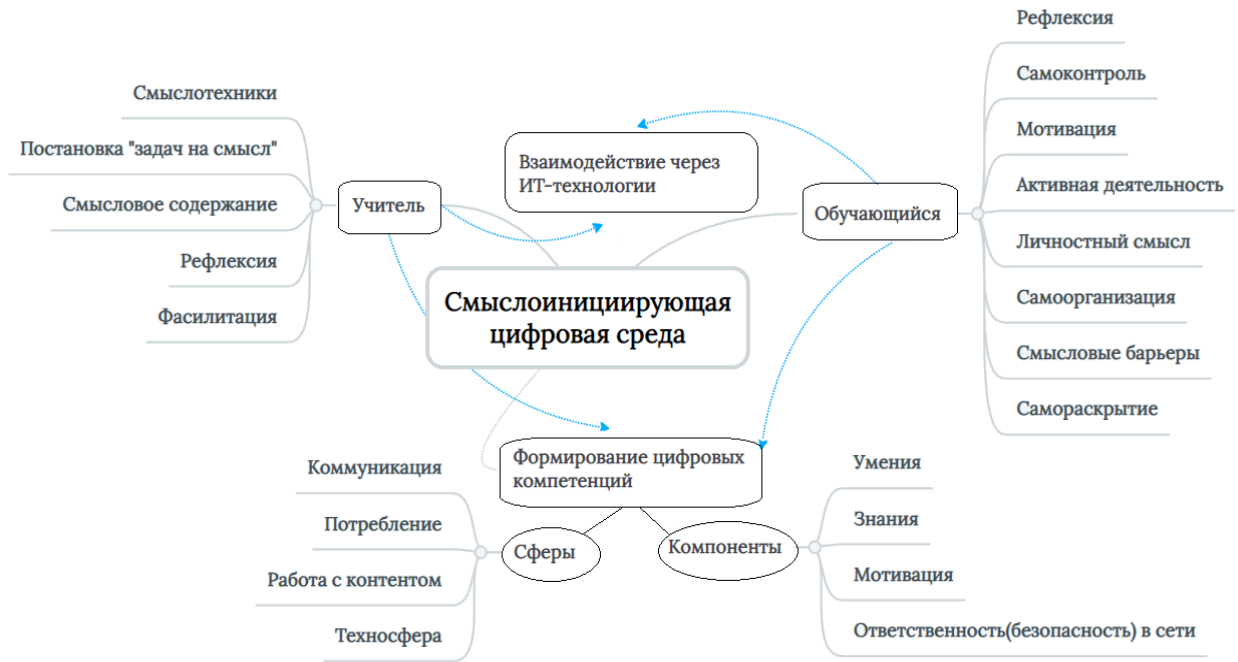 Смыслотехники
Постановка "задач на смысл"
Смысловое содержание
Рефлексия
Фасилитация
Учитель
Взаимодействие через
ИТ-технологии
Обучающийся
Рефлексия
Самоконтроль
Мотивация
Активная деятельность
Личностный смысл
Самоорганизация
Смысловые барьеры
Самораскрытие
Смыслоинициирующая
цифровая среда
Формирование цифровых
компетенций
Сферы
Коммуникация
Потребление
Работа с контентом
Техносфера
Компоненты
Умения
Знания
Мотивация
Ответственность(безопасность) в сети